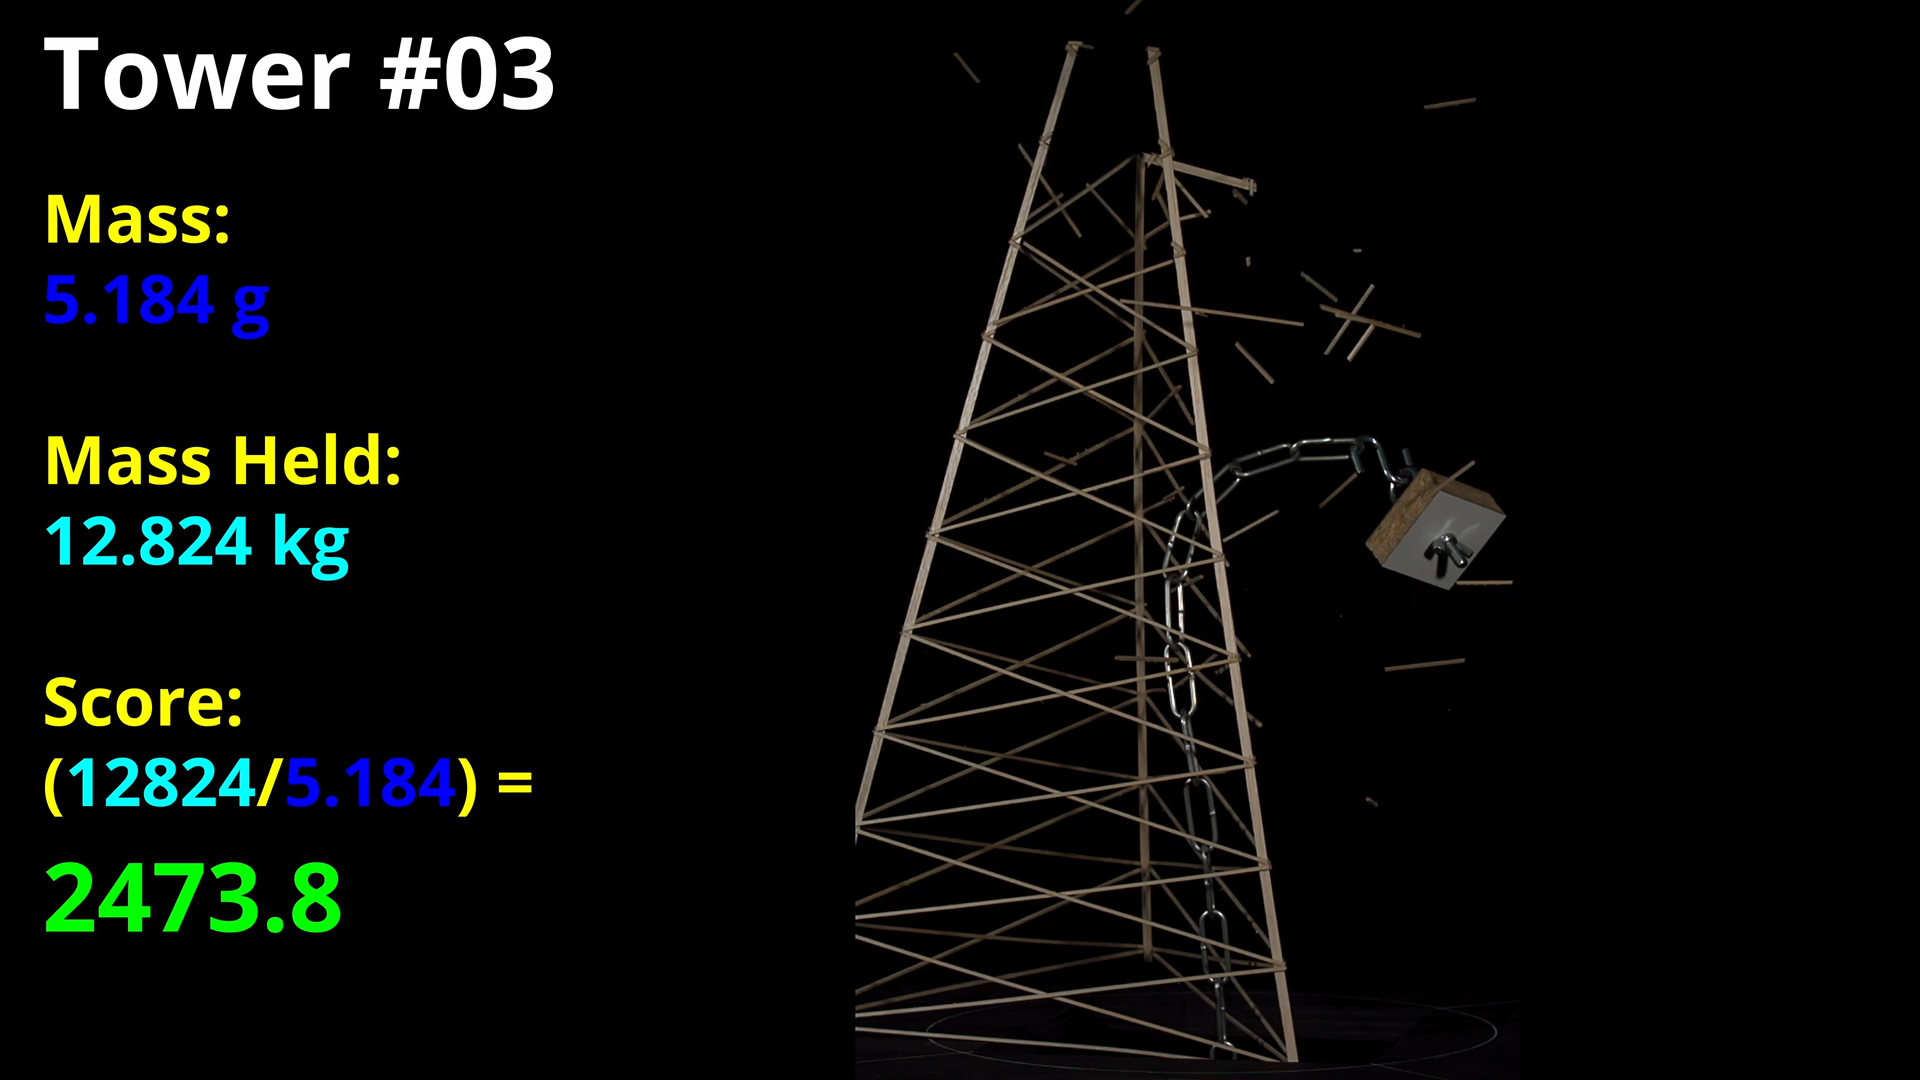 Tower #03
Mass:
5.184 g
Mass Held:
12.824 kg
Score:
(12824/5.184) =
2473.8